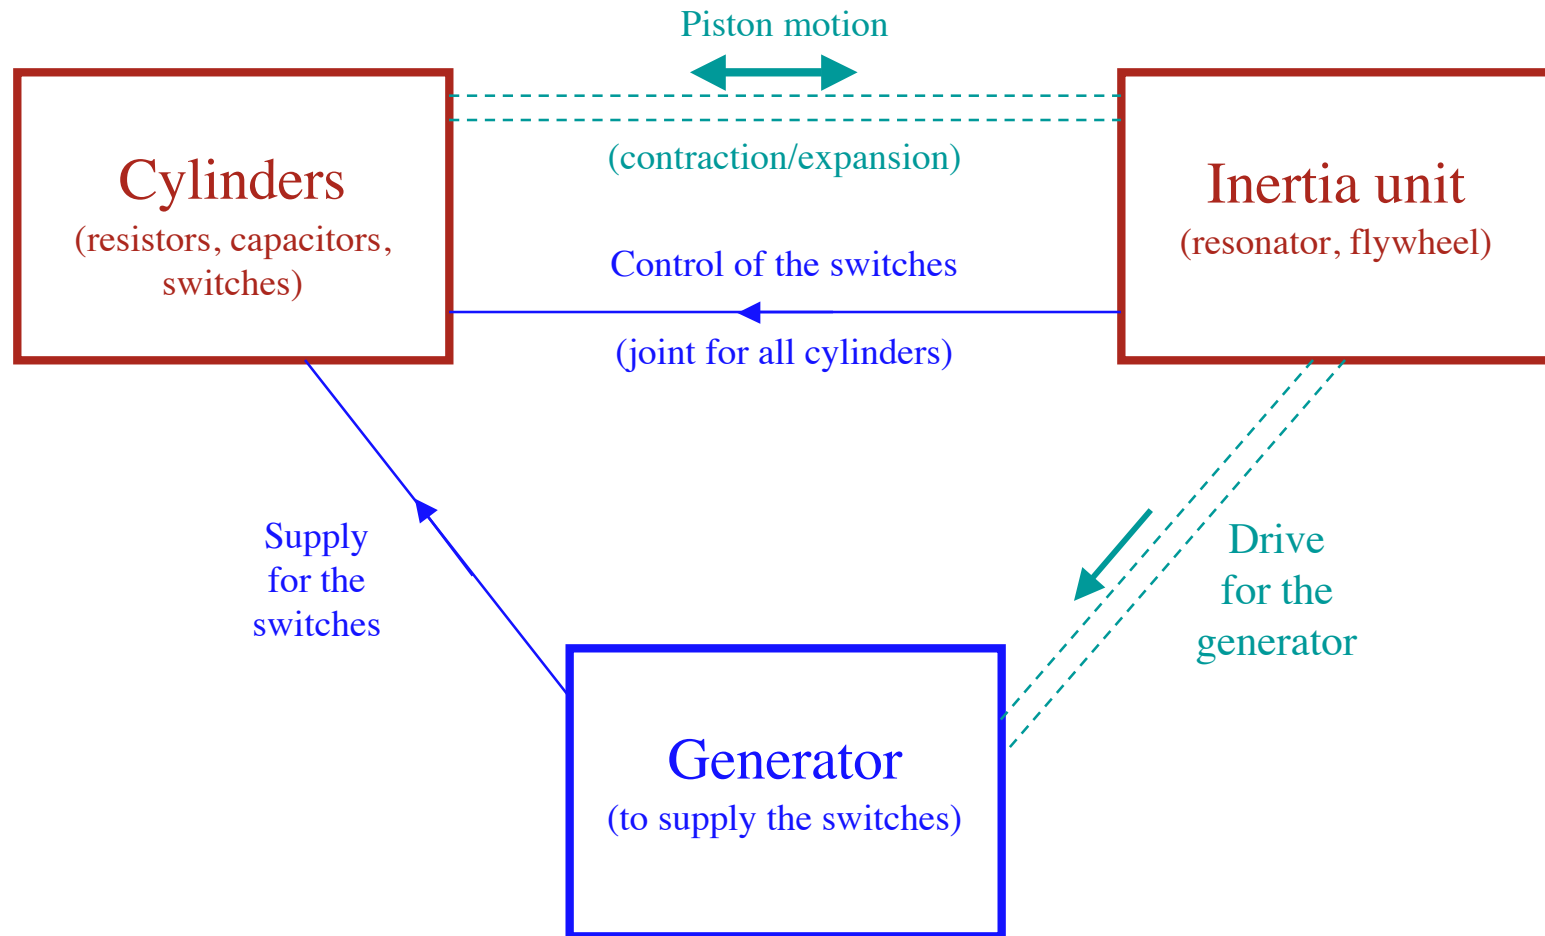 Piston motion
Cylinders
(resistors, capacitors,
switches)
(contraction/expansion)
Inertia unit
(resonator, flywheel)
Control of the switches
(joint for all cylinders)
Supply
for the
switches
Drive
for the
generator
Generator
(to supply the switches)